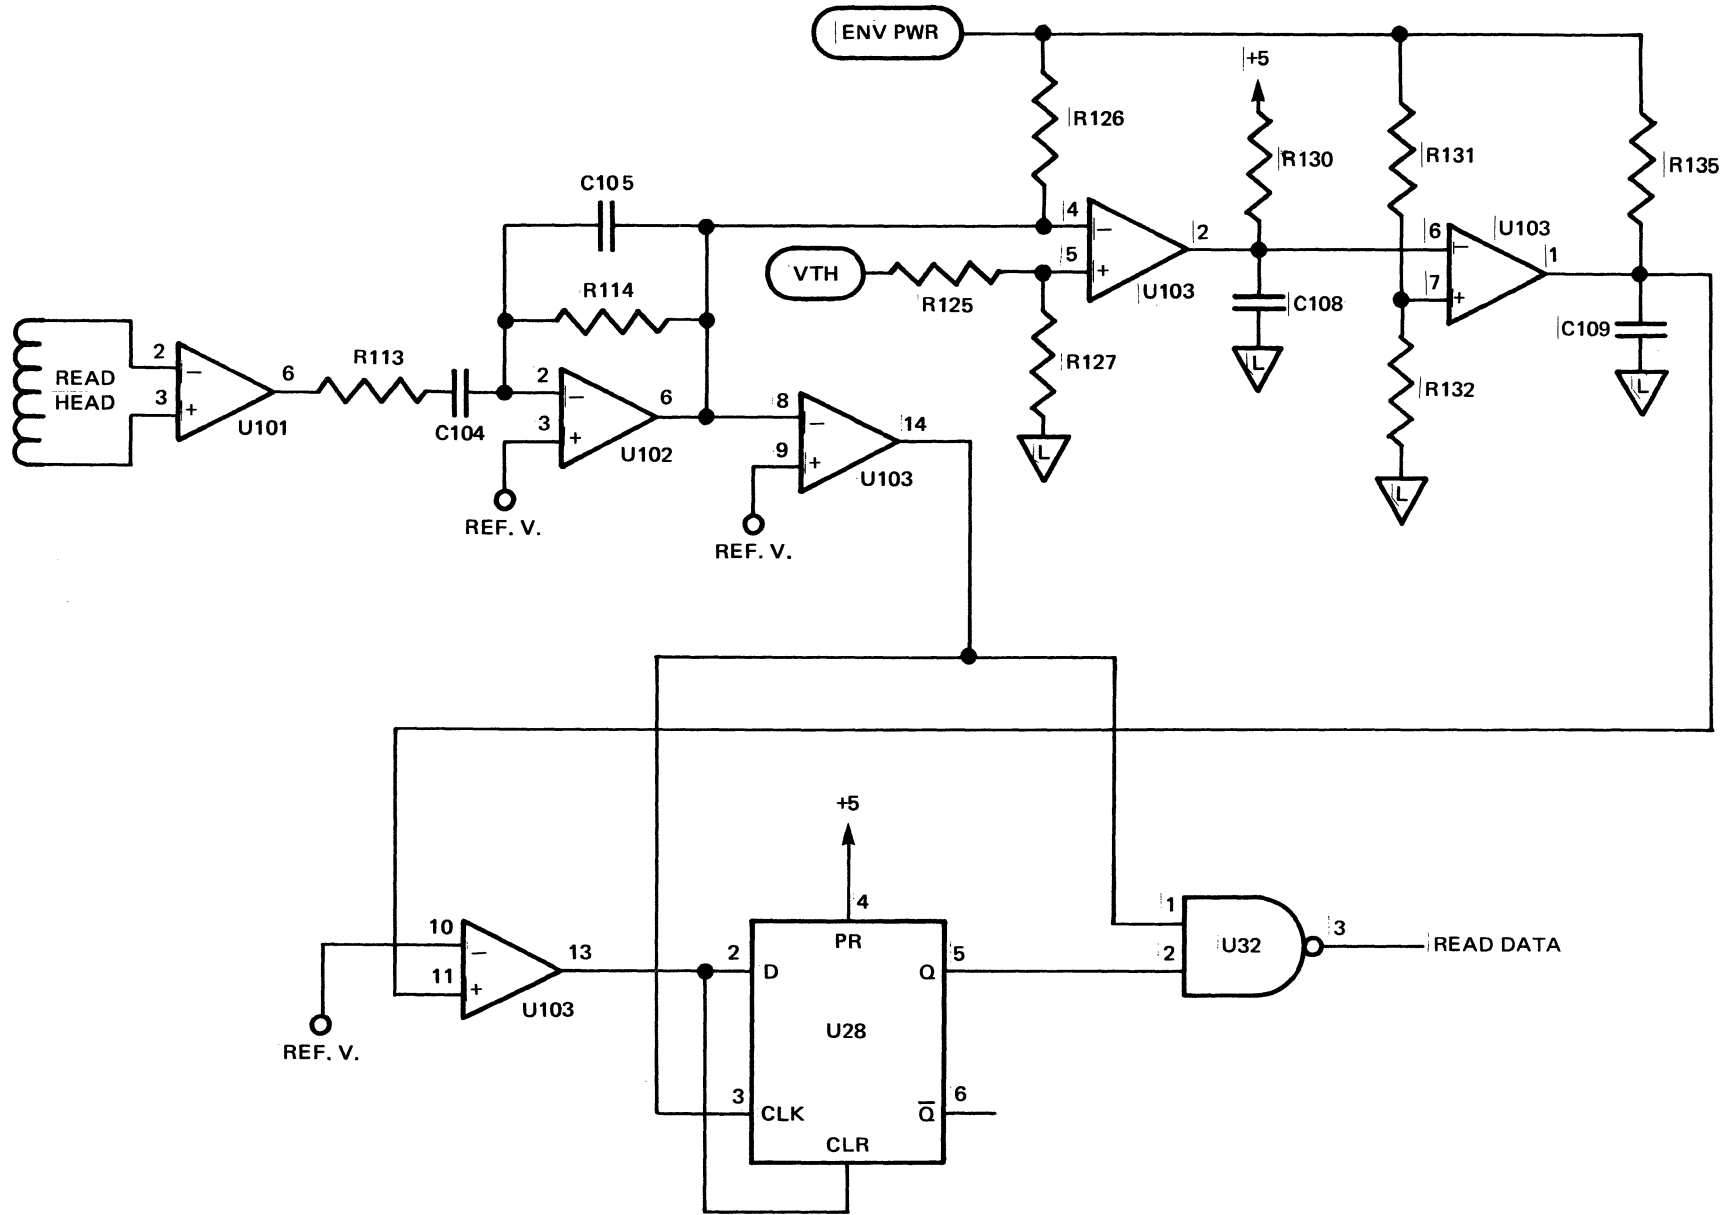 ENV PWR
+5
R126
R130
R131
R135
C105
4
−
5
+
U103
2
6
−
7
+
U103
1
VTH
R125
R114
C108
C109
R127
R132
L
L
L
L
READ
HEAD
2
−
3
+
6
U101
R113
C104
2
−
3
+
6
U102
REF. V.
8
−
9
+
14
U103
REF. V.
+5
4
PR
10
−
11
+
13
U103
REF. V.
2
D
Q
5
U28
3
CLK
Q̅
6
CLR
1
2
U32
3
READ DATA